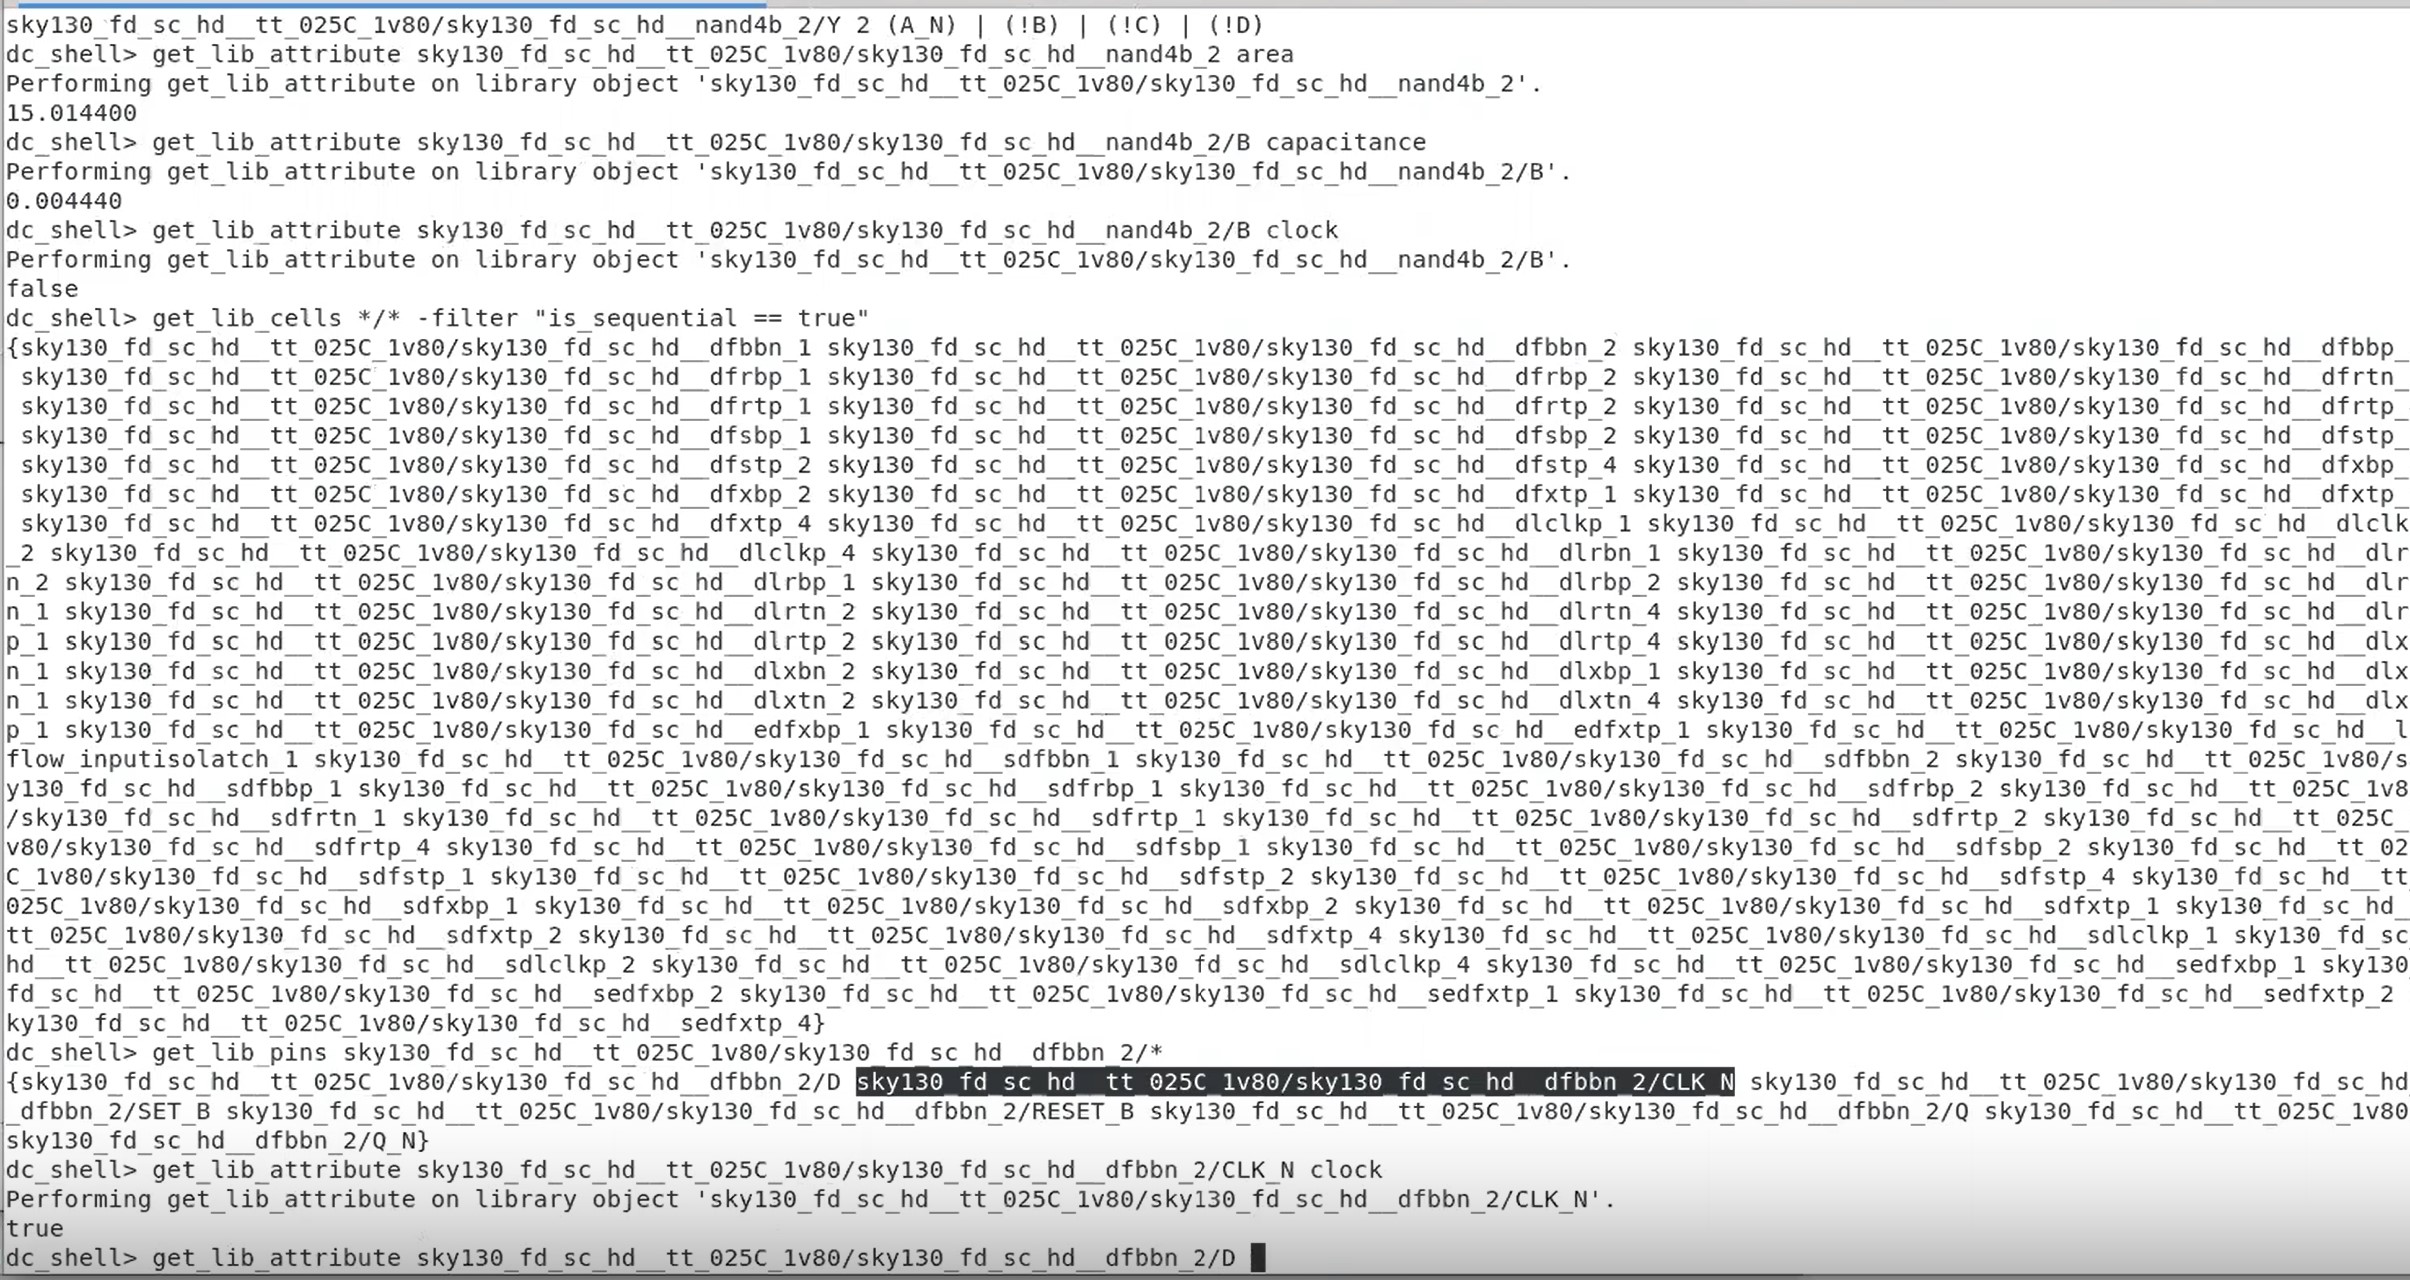 sky130_fd_sc_hd__tt_025C_1v80/sky130_fd_sc_hd__nand4b_2/Y 2 (A_N) | (!B) | (!C) | (!D)
dc_shell> get_lib_attribute sky130_fd_sc_hd__tt_025C_1v80/sky130_fd_sc_hd__nand4b_2 area
Performing get_lib_attribute on library object 'sky130_fd_sc_hd__tt_025C_1v80/sky130_fd_sc_hd__nand4b_2'.
15.014400
dc_shell> get_lib_attribute sky130_fd_sc_hd__tt_025C_1v80/sky130_fd_sc_hd__nand4b_2/B capacitance
Performing get_lib_attribute on library object 'sky130_fd_sc_hd__tt_025C_1v80/sky130_fd_sc_hd__nand4b_2/B'.
0.004440
dc_shell> get_lib_attribute sky130_fd_sc_hd__tt_025C_1v80/sky130_fd_sc_hd__nand4b_2/B clock
Performing get_lib_attribute on library object 'sky130_fd_sc_hd__tt_025C_1v80/sky130_fd_sc_hd__nand4b_2/B'.
false
dc_shell> get_lib_cells */* -filter "is_sequential == true"
{sky130_fd_sc_hd__tt_025C_1v80/sky130_fd_sc_hd__dfbbn_1 sky130_fd_sc_hd__tt_025C_1v80/sky130_fd_sc_hd__dfbbn_2 sky130_fd_sc_hd__tt_025C_1v80/sky130_fd_sc_hd__dfbbp_
sky130_fd_sc_hd__tt_025C_1v80/sky130_fd_sc_hd__dfrbp_1 sky130_fd_sc_hd__tt_025C_1v80/sky130_fd_sc_hd__dfrbp_2 sky130_fd_sc_hd__tt_025C_1v80/sky130_fd_sc_hd__dfrtn_
sky130_fd_sc_hd__tt_025C_1v80/sky130_fd_sc_hd__dfrtp_1 sky130_fd_sc_hd__tt_025C_1v80/sky130_fd_sc_hd__dfrtp_2 sky130_fd_sc_hd__tt_025C_1v80/sky130_fd_sc_hd__dfrtp_
sky130_fd_sc_hd__tt_025C_1v80/sky130_fd_sc_hd__dfsbp_1 sky130_fd_sc_hd__tt_025C_1v80/sky130_fd_sc_hd__dfsbp_2 sky130_fd_sc_hd__tt_025C_1v80/sky130_fd_sc_hd__dfstp_
sky130_fd_sc_hd__tt_025C_1v80/sky130_fd_sc_hd__dfstp_2 sky130_fd_sc_hd__tt_025C_1v80/sky130_fd_sc_hd__dfstp_4 sky130_fd_sc_hd__tt_025C_1v80/sky130_fd_sc_hd__dfxbp_
sky130_fd_sc_hd__tt_025C_1v80/sky130_fd_sc_hd__dfxbp_2 sky130_fd_sc_hd__tt_025C_1v80/sky130_fd_sc_hd__dfxtp_1 sky130_fd_sc_hd__tt_025C_1v80/sky130_fd_sc_hd__dfxtp_
sky130_fd_sc_hd__tt_025C_1v80/sky130_fd_sc_hd__dfxtp_4 sky130_fd_sc_hd__tt_025C_1v80/sky130_fd_sc_hd__dlclkp_1 sky130_fd_sc_hd__tt_025C_1v80/sky130_fd_sc_hd__dlclk
_2 sky130_fd_sc_hd__tt_025C_1v80/sky130_fd_sc_hd__dlclkp_4 sky130_fd_sc_hd__tt_025C_1v80/sky130_fd_sc_hd__dlrbn_1 sky130_fd_sc_hd__tt_025C_1v80/sky130_fd_sc_hd__dlr
n_2 sky130_fd_sc_hd__tt_025C_1v80/sky130_fd_sc_hd__dlrbp_1 sky130_fd_sc_hd__tt_025C_1v80/sky130_fd_sc_hd__dlrbp_2 sky130_fd_sc_hd__tt_025C_1v80/sky130_fd_sc_hd__dlr
n_1 sky130_fd_sc_hd__tt_025C_1v80/sky130_fd_sc_hd__dlrtn_2 sky130_fd_sc_hd__tt_025C_1v80/sky130_fd_sc_hd__dlrtn_4 sky130_fd_sc_hd__tt_025C_1v80/sky130_fd_sc_hd__dlr
p_1 sky130_fd_sc_hd__tt_025C_1v80/sky130_fd_sc_hd__dlrtp_2 sky130_fd_sc_hd__tt_025C_1v80/sky130_fd_sc_hd__dlrtp_4 sky130_fd_sc_hd__tt_025C_1v80/sky130_fd_sc_hd__dlx
n_1 sky130_fd_sc_hd__tt_025C_1v80/sky130_fd_sc_hd__dlxbn_2 sky130_fd_sc_hd__tt_025C_1v80/sky130_fd_sc_hd__dlxbp_1 sky130_fd_sc_hd__tt_025C_1v80/sky130_fd_sc_hd__dlx
n_1 sky130_fd_sc_hd__tt_025C_1v80/sky130_fd_sc_hd__dlxtn_2 sky130_fd_sc_hd__tt_025C_1v80/sky130_fd_sc_hd__dlxtn_4 sky130_fd_sc_hd__tt_025C_1v80/sky130_fd_sc_hd__dlx
p_1 sky130_fd_sc_hd__tt_025C_1v80/sky130_fd_sc_hd__edfxbp_1 sky130_fd_sc_hd__tt_025C_1v80/sky130_fd_sc_hd__edfxtp_1 sky130_fd_sc_hd__tt_025C_1v80/sky130_fd_sc_hd__l
flow_inputisolatch_1 sky130_fd_sc_hd__tt_025C_1v80/sky130_fd_sc_hd__sdfbbn_1 sky130_fd_sc_hd__tt_025C_1v80/sky130_fd_sc_hd__sdfbbn_2 sky130_fd_sc_hd__tt_025C_1v80/s
y130_fd_sc_hd__sdfbbp_1 sky130_fd_sc_hd__tt_025C_1v80/sky130_fd_sc_hd__sdfrbp_1 sky130_fd_sc_hd__tt_025C_1v80/sky130_fd_sc_hd__sdfrbp_2 sky130_fd_sc_hd__tt_025C_1v8
/sky130_fd_sc_hd__sdfrtn_1 sky130_fd_sc_hd__tt_025C_1v80/sky130_fd_sc_hd__sdfrtp_1 sky130_fd_sc_hd__tt_025C_1v80/sky130_fd_sc_hd__sdfrtp_2 sky130_fd_sc_hd__tt_025C_
v80/sky130_fd_sc_hd__sdfrtp_4 sky130_fd_sc_hd__tt_025C_1v80/sky130_fd_sc_hd__sdfsbp_1 sky130_fd_sc_hd__tt_025C_1v80/sky130_fd_sc_hd__sdfsbp_2 sky130_fd_sc_hd__tt_02
C_1v80/sky130_fd_sc_hd__sdfstp_1 sky130_fd_sc_hd__tt_025C_1v80/sky130_fd_sc_hd__sdfstp_2 sky130_fd_sc_hd__tt_025C_1v80/sky130_fd_sc_hd__sdfstp_4 sky130_fd_sc_hd__tt
025C_1v80/sky130_fd_sc_hd__sdfxbp_1 sky130_fd_sc_hd__tt_025C_1v80/sky130_fd_sc_hd__sdfxbp_2 sky130_fd_sc_hd__tt_025C_1v80/sky130_fd_sc_hd__sdfxtp_1 sky130_fd_sc_hd_
tt_025C_1v80/sky130_fd_sc_hd__sdfxtp_2 sky130_fd_sc_hd__tt_025C_1v80/sky130_fd_sc_hd__sdfxtp_4 sky130_fd_sc_hd__tt_025C_1v80/sky130_fd_sc_hd__sdlclkp_1 sky130_fd_sc
hd__tt_025C_1v80/sky130_fd_sc_hd__sdlclkp_2 sky130_fd_sc_hd__tt_025C_1v80/sky130_fd_sc_hd__sdlclkp_4 sky130_fd_sc_hd__tt_025C_1v80/sky130_fd_sc_hd__sedfxbp_1 sky130
fd_sc_hd__tt_025C_1v80/sky130_fd_sc_hd__sedfxbp_2 sky130_fd_sc_hd__tt_025C_1v80/sky130_fd_sc_hd__sedfxtp_1 sky130_fd_sc_hd__tt_025C_1v80/sky130_fd_sc_hd__sedfxtp_2
ky130_fd_sc_hd__tt_025C_1v80/sky130_fd_sc_hd__sedfxtp_4}
dc_shell> get_lib_pins sky130_fd_sc_hd__tt_025C_1v80/sky130_fd_sc_hd__dfbbn_2/*
{sky130_fd_sc_hd__tt_025C_1v80/sky130_fd_sc_hd__dfbbn_2/D sky130_fd_sc_hd__tt_025C_1v80/sky130_fd_sc_hd__dfbbn_2/CLK_N sky130_fd_sc_hd__tt_025C_1v80/sky130_fd_sc_hd
_dfbbn_2/SET_B sky130_fd_sc_hd__tt_025C_1v80/sky130_fd_sc_hd__dfbbn_2/RESET_B sky130_fd_sc_hd__tt_025C_1v80/sky130_fd_sc_hd__dfbbn_2/Q sky130_fd_sc_hd__tt_025C_1v80
sky130_fd_sc_hd__dfbbn_2/Q_N}
dc_shell> get_lib_attribute sky130_fd_sc_hd__tt_025C_1v80/sky130_fd_sc_hd__dfbbn_2/CLK_N clock
Performing get_lib_attribute on library object 'sky130_fd_sc_hd__tt_025C_1v80/sky130_fd_sc_hd__dfbbn_2/CLK_N'.
true
dc_shell> get_lib_attribute sky130_fd_sc_hd__tt_025C_1v80/sky130_fd_sc_hd__dfbbn_2/D